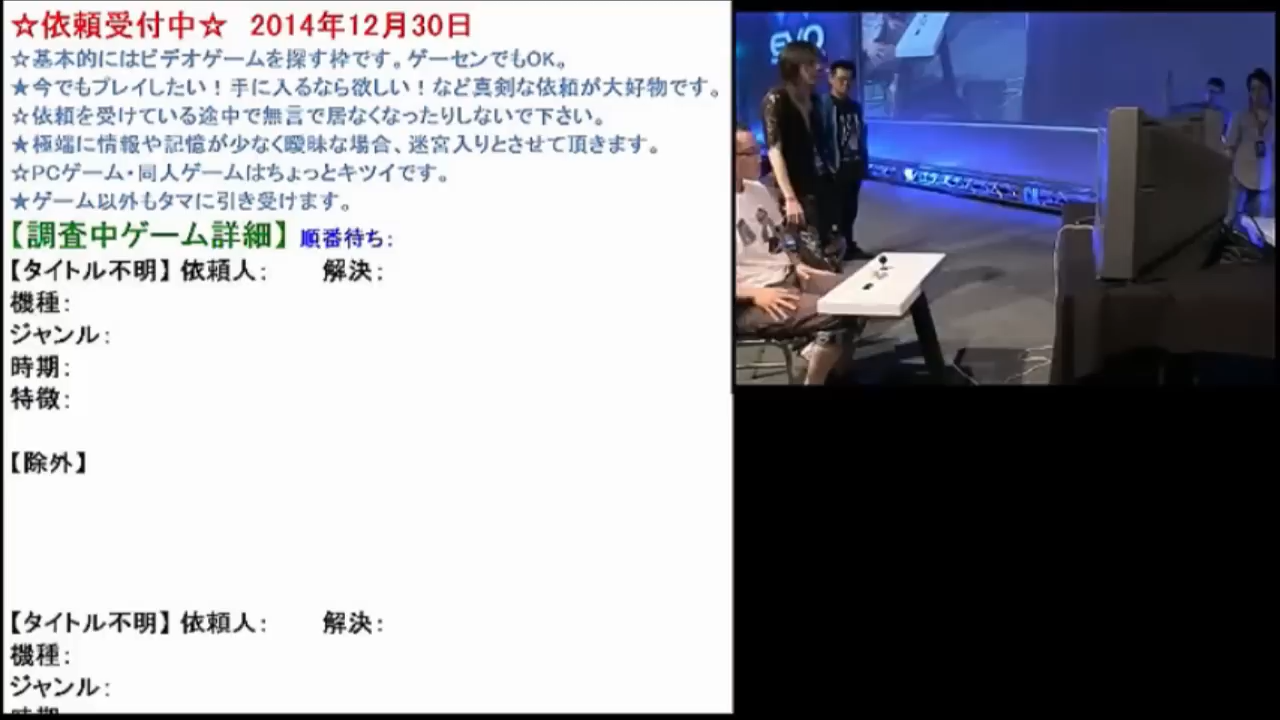 ☆依頼受付中☆ 2014年12月30日
☆基本的にはビデオゲームを探す枠です。ゲーセンでもOK。
★今でもプレイしたい！手に入るなら欲しい！など真剣な依頼が大好物です。
☆依頼を受けている途中で無言で居なくなったりしないで下さい。
★極端に情報や記憶が少なく曖昧な場合、迷宮入りとさせて頂きます。
☆PCゲーム・同人ゲームはちょっとキツイです。
★ゲーム以外もタマに引き受けます。
【調査中ゲーム詳細】 順番待ち：
【タイトル不明】 依頼人： 解決：
機種：
ジャンル：
時期：
特徴：
【除外】
【タイトル不明】 依頼人： 解決：
機種：
ジャンル：
EVO